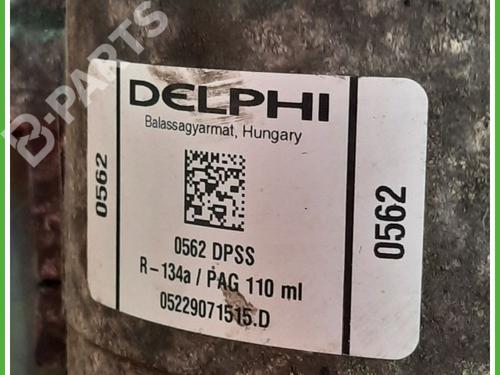 B-PARTS
DELPHI
Balassagyarmat, Hungary
0562
0562
0562 DPSS
R-134a / PAG 110 ml
05229071515.D